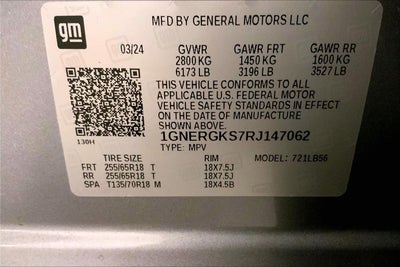 gm
MFD BY GENERAL MOTORS LLC
03/24 GVWR GAWR FRT GAWR RR
2800 KG 1450 KG 1600 KG
6173 LB 3196 LB 3527 LB
THIS VEHICLE CONFORMS TO ALL
APPLICABLE U.S. FEDERAL MOTOR
VEHICLE SAFETY STANDARDS IN EFFECT
ON THE DATE OF MANUFACTURE
SHOWN ABOVE.
130H 1GNERGKS7RJ147062
TYPE: MPV
TIRE SIZE RIM MODEL: 721LB56
FRT 255/65R18 T 18X7.5J
RR 255/65R18 T 18X7.5J
SPA T135/70R18 M 18X4.5B